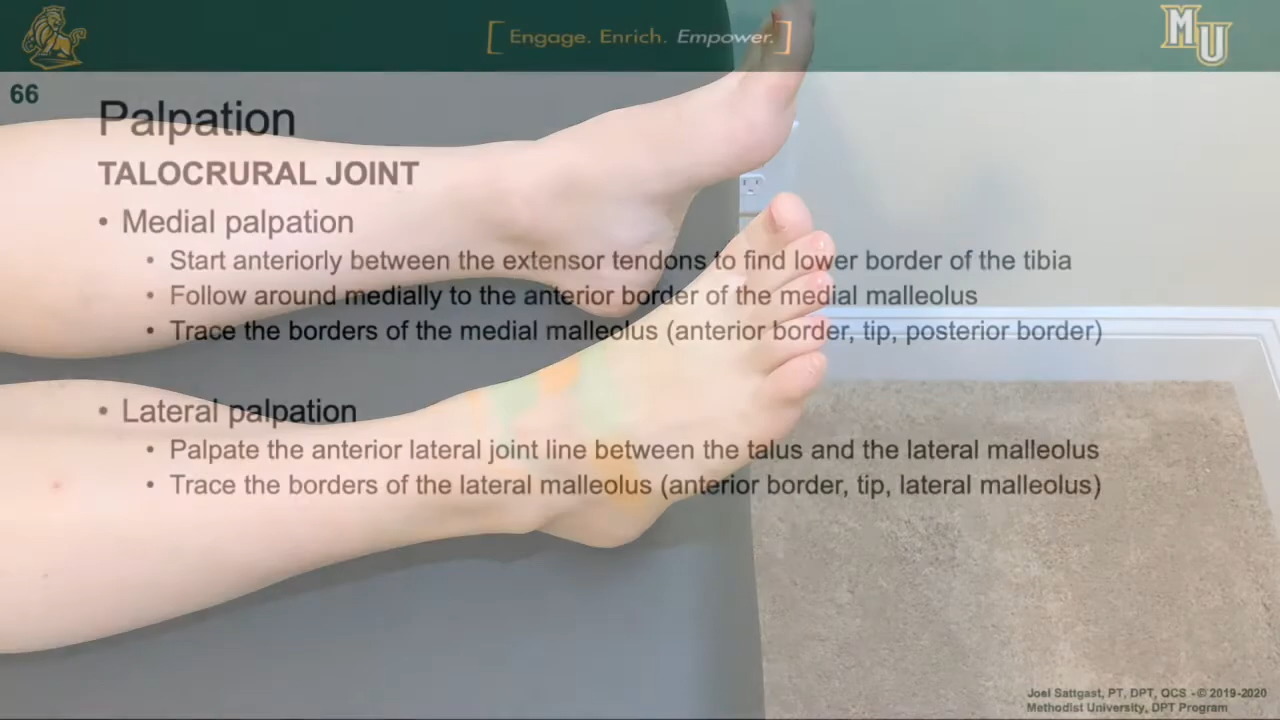 [Engage. Enrich. Empower.]
MU
66
Palpation
TALOCRURAL JOINT
• Medial palpation
• Start anteriorly between the extensor tendons to find lower border of the tibia
• Follow around medially to the anterior border of the medial malleolus
• Trace the borders of the medial malleolus (anterior border, tip, posterior border)
• Lateral palpation
• Palpate the anterior lateral joint line between the talus and the lateral malleolus
• Trace the borders of the lateral malleolus (anterior border, tip, lateral malleolus)
Joel Sattgast, PT, DPT, OCS - © 2019-2020
Methodist University, DPT Program